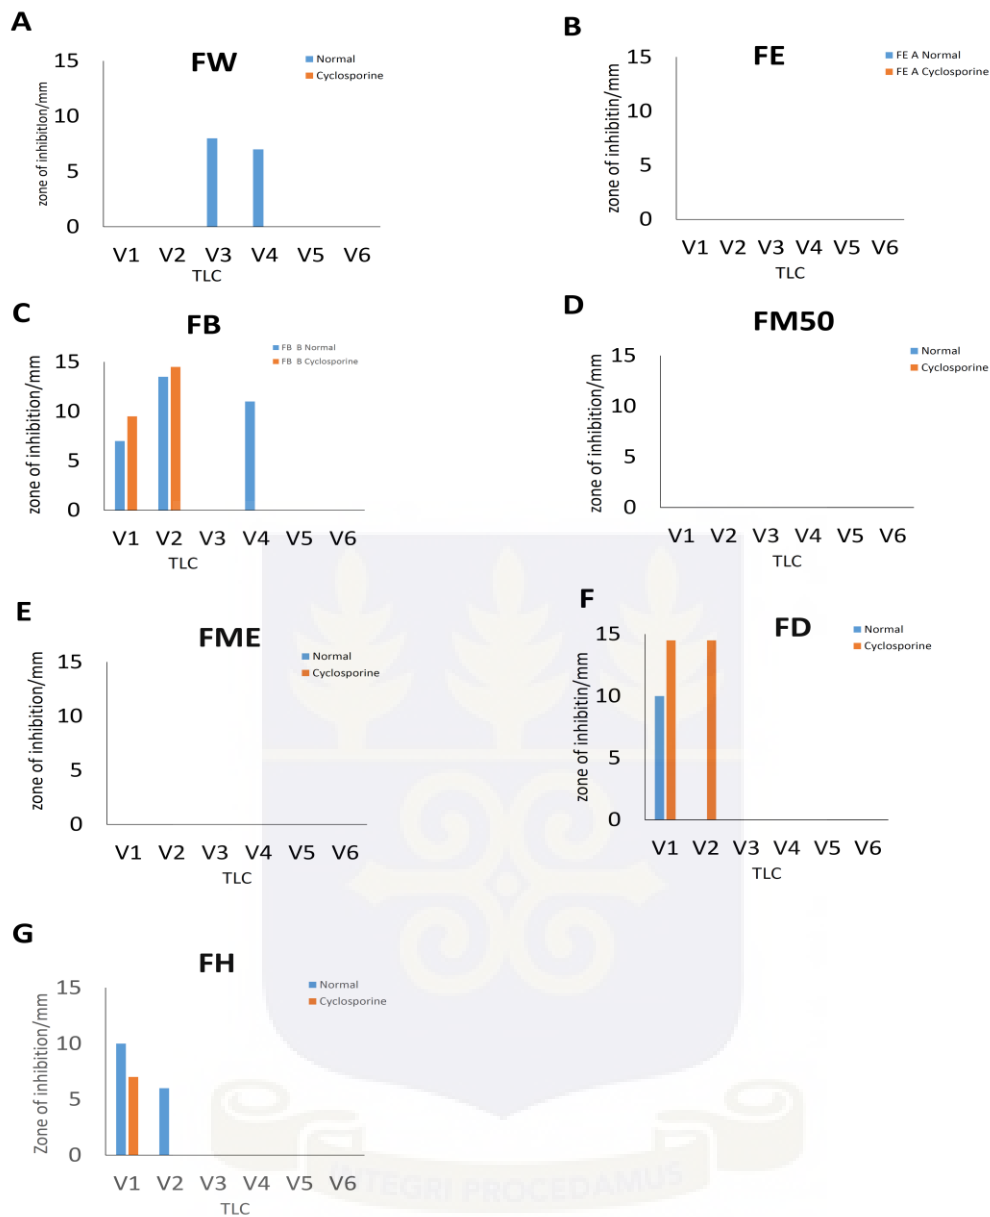 A
FW
Normal
Cyclosporine
zone of inhibition/mm
15
10
5
0
V1 V2 V3 V4 V5 V6
TLC
B
FE
FE A Normal
FE A Cyclosporine
zone of inhibitin/mm
15
10
5
0
V1 V2 V3 V4 V5 V6
TLC
C
FB
FB B Normal
FB B Cyclosporine
zone of inhibition/mm
15
10
5
0
V1 V2 V3 V4 V5 V6
TLC
D
FM50
Normal
Cyclosporine
zone of inhibition/mm
15
10
5
0
V1 V2 V3 V4 V5 V6
TLC
E
FME
Normal
Cyclosporine
zone of inhibition/mm
15
10
5
0
V1 V2 V3 V4 V5 V6
TLC
F
FD
Normal
Cyclosporine
zone of inhibitin/mm
15
10
5
0
V1 V2 V3 V4 V5 V6
TLC
G
FH
Normal
Cyclosporine
Zone of inhibition/mm
15
10
5
0
V1 V2 V3 V4 V5 V6
TLC
INTEGRI PROCEDAMUS